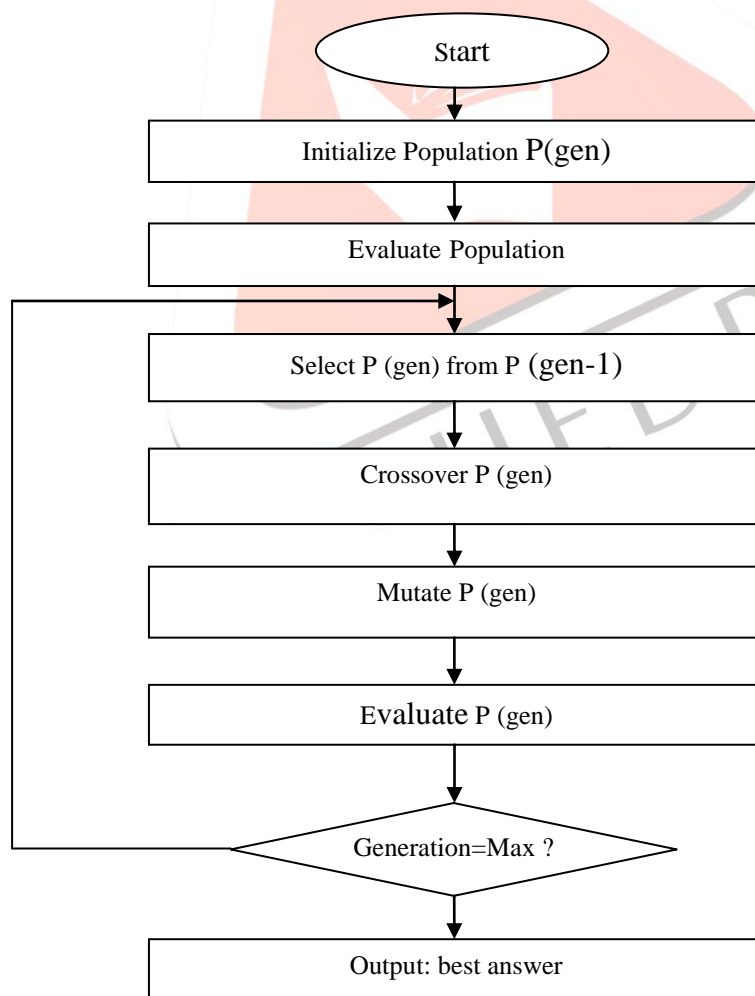 Start
Initialize Population P(gen)
Evaluate Population
Select P (gen) from P (gen-1)
Crossover P (gen)
Mutate P (gen)
Evaluate P (gen)
Generation=Max ?
Output: best answer